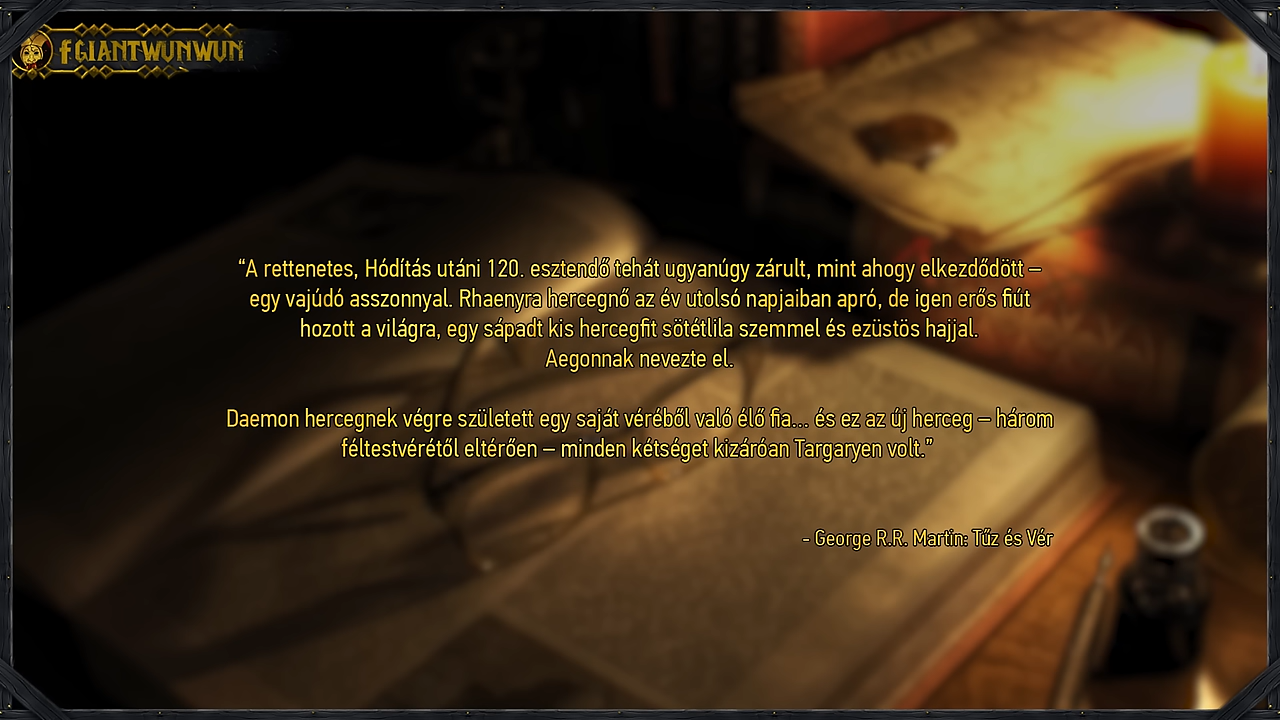 fGIANTWUNWUN
“A rettenetes, Hódítás utáni 120. esztendő tehát ugyanúgy zárult, mint ahogy elkezdődött –
egy vajúdó asszonnyal. Rhaenyra hercegnő az év utolsó napjaiban apró, de igen erős fiút
hozott a világra, egy sápadt kis hercegfit sötétlila szemmel és ezüstös hajjal.
Aegonnak nevezte el.
Daemon hercegnek végre született egy saját véréből való élő fia... és ez az új herceg – három
féltestvérétől eltérően – minden kétséget kizáróan Targaryen volt.”
- George R.R. Martin: Tűz és Vér